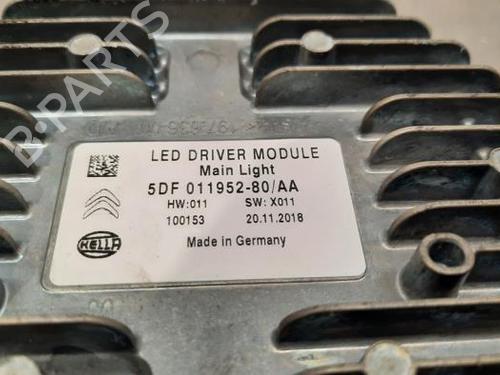 LED DRIVER MODULE
Main Light
5DF 011952-80/AA
HW:011 SW: X011
100153 20.11.2018
HELLA
Made in Germany